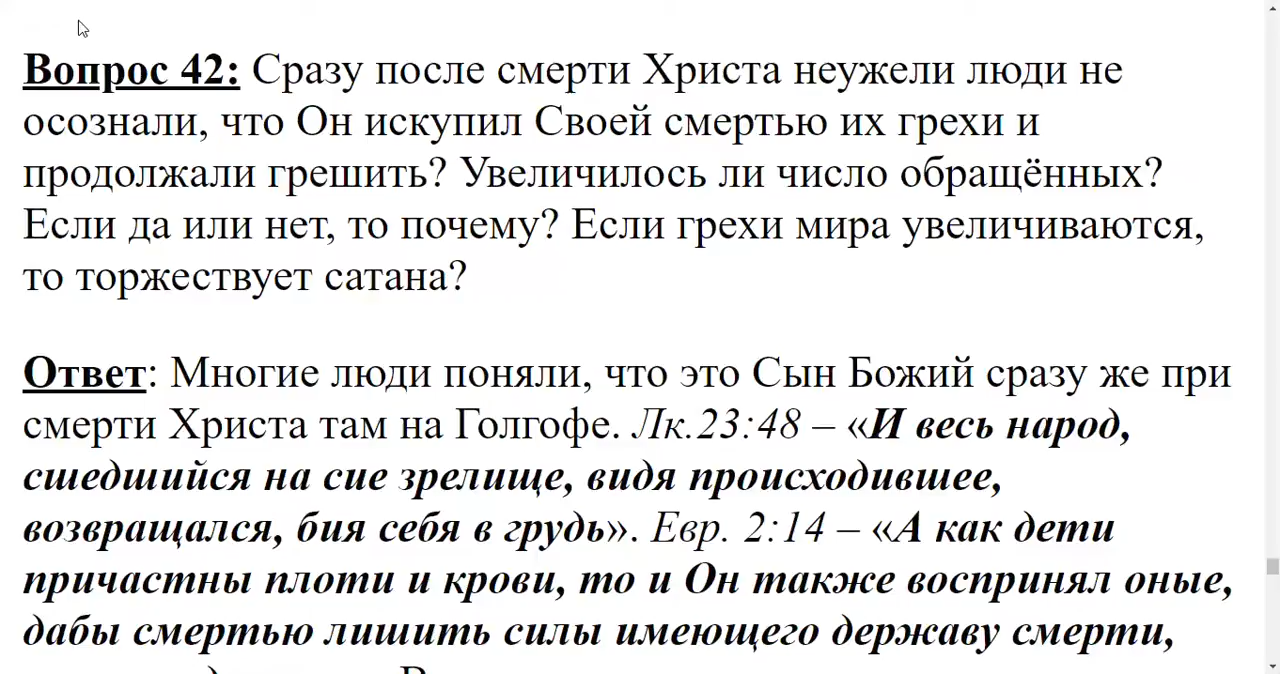 Вопрос 42: Сразу после смерти Христа неужели люди не
осознали, что Он искупил Своей смертью их грехи и
продолжали грешить? Увеличилось ли число обращённых?
Если да или нет, то почему? Если грехи мира увеличиваются,
то торжествует сатана?
Ответ: Многие люди поняли, что это Сын Божий сразу же при
смерти Христа там на Голгофе. Лк.23:48 – «И весь народ,
сшедшийся на сие зрелище, видя происходившее,
возвращался, бия себя в грудь». Евр. 2:14 – «А как дети
причастны плоти и крови, то и Он также воспринял оные,
дабы смертью лишить силы имеющего державу смерти,